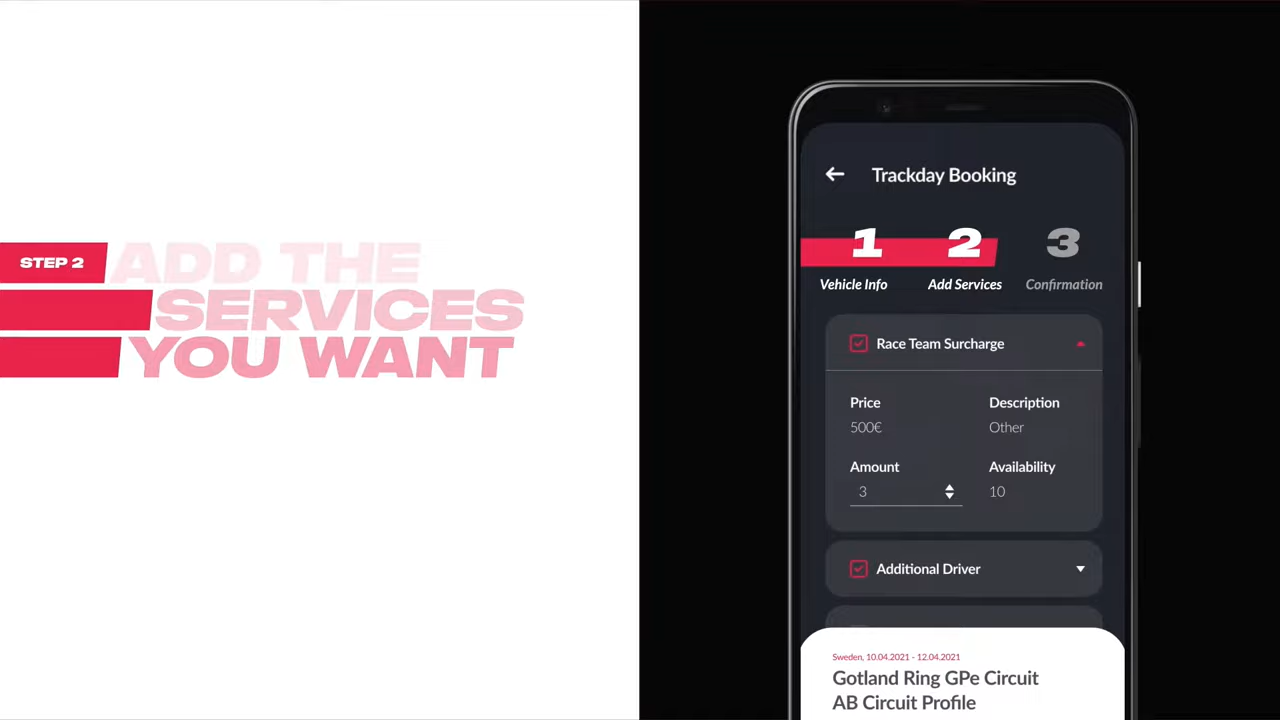 STEP 2
ADD THE
SERVICES
YOU WANT
Trackday Booking
1 2 3
Vehicle Info Add Services Confirmation
Race Team Surcharge
Price Description
500€ Other
Amount Availability
3 10
Additional Driver
Sweden, 10.04.2021 - 12.04.2021
Gotland Ring GPe Circuit
AB Circuit Profile